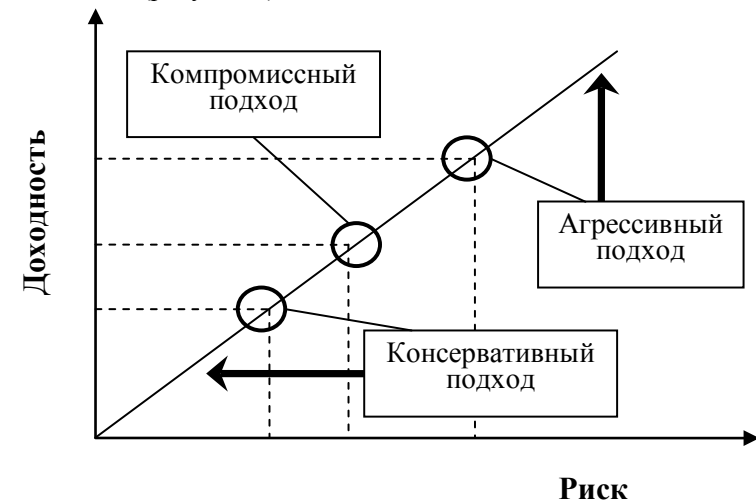 Компромиссный
подход
Доходность
Агрессивный
подход
Консервативный
подход
Риск